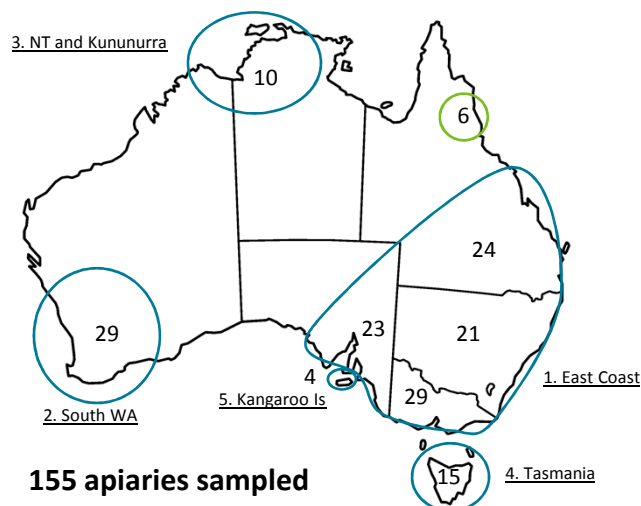 3. NT and Kununurra
10
6
24
29
23
21
4
1. East Coast
5. Kangaroo Is
29
2. South WA
155 apiaries sampled
15
4. Tasmania